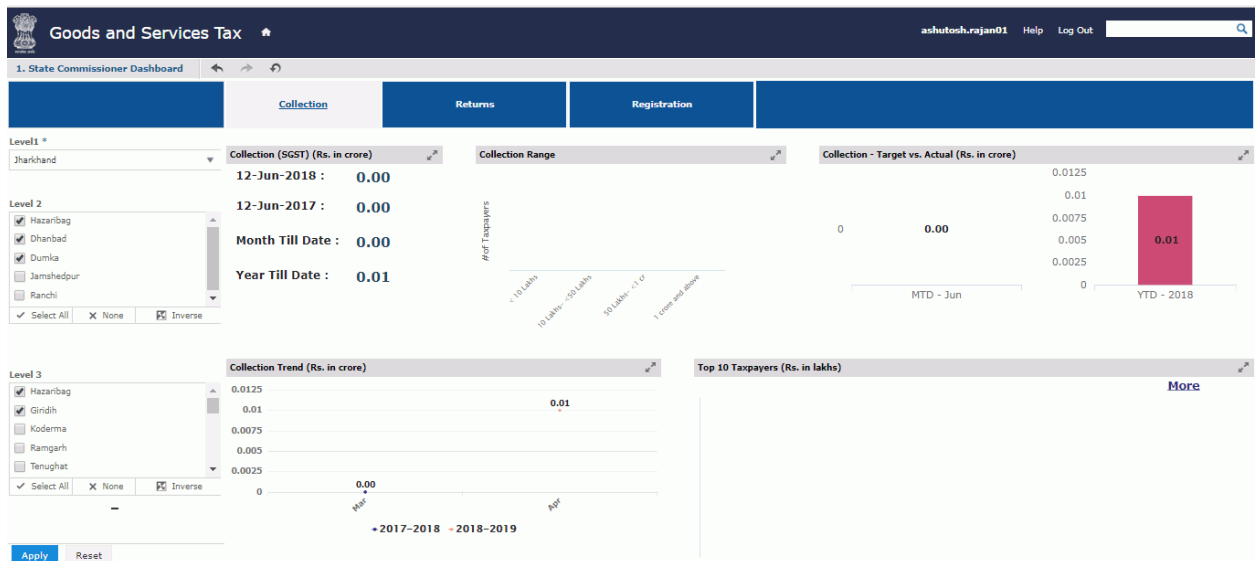 Goods and Services Tax
ashutosh.rajan01 Help Log Out
1. State Commissioner Dashboard
Collection Returns Registration
Level1 *
Jharkhand
Level 2
Hazaribag
Dhanbad
Dumka
Jamshedpur
Ranchi
Select All None Inverse
Level 3
Hazaribag
Giridih
Koderma
Ramgarh
Tenughat
Select All None Inverse
Apply Reset
Collection (SGST) (Rs. in crore)
12-Jun-2018 : 0.00
12-Jun-2017 : 0.00
Month Till Date : 0.00
Year Till Date : 0.01
Collection Range
#of Taxpayers
< 10 Lakhs
10 Lakhs- <50 Lakhs
50 Lakhs- <1 cr
1 crore and above
Collection - Target vs. Actual (Rs. in crore)
0
0.00
MTD - Jun
0.0125
0.01
0.0075
0.005
0.0025
0
0.01
YTD - 2018
Collection Trend (Rs. in crore)
0.0125
0.01
0.0075
0.005
0.0025
0
0.00
0.01
Mar
Apr
2017-2018 2018-2019
Top 10 Taxpayers (Rs. in lakhs)
More